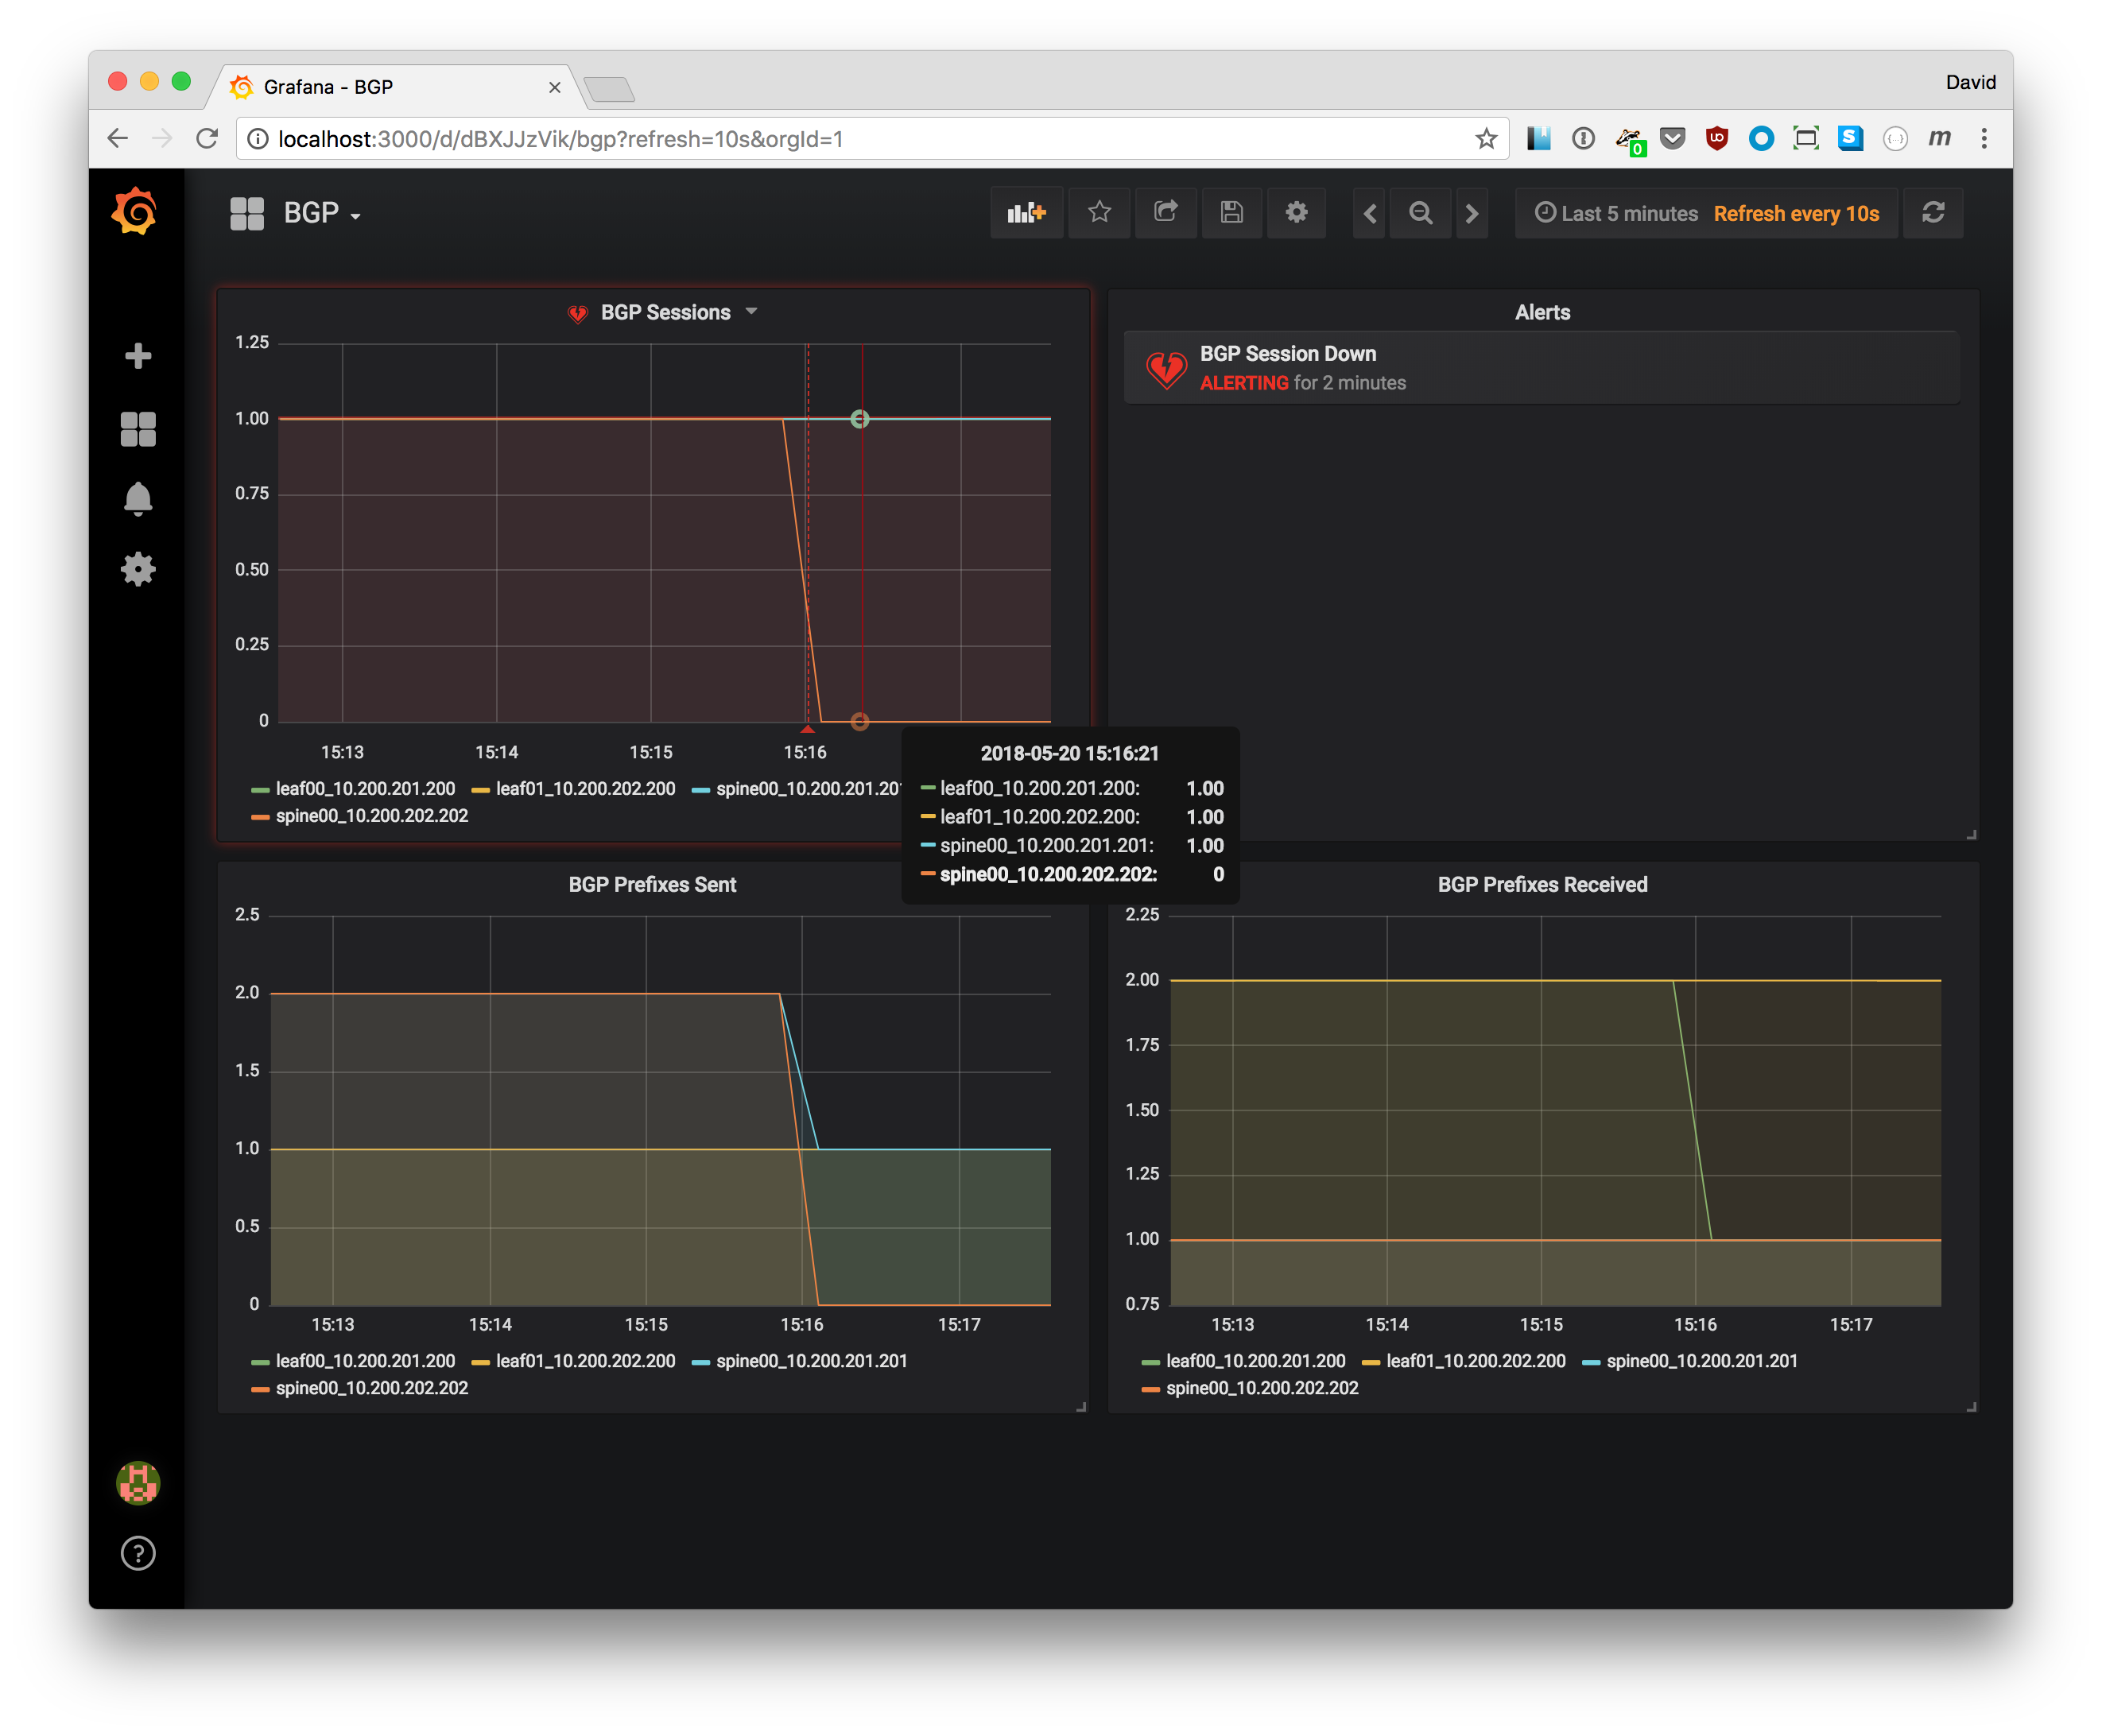 Grafana - BGP
David
localhost:3000/d/dBXJJzVik/bgp?refresh=10s&orgId=1
0
S
m
BGP
Last 5 minutes Refresh every 10s
BGP Sessions
1.25
1.00
0.75
0.50
0.25
0
15:13 15:14 15:15 15:16
leaf00_10.200.201.200 leaf01_10.200.202.200 spine00_10.200.201.201
spine00_10.200.202.202
2018-05-20 15:16:21
leaf00_10.200.201.200: 1.00
leaf01_10.200.202.200: 1.00
spine00_10.200.201.201: 1.00
spine00_10.200.202.202: 0
Alerts
BGP Session Down
ALERTING for 2 minutes
BGP Prefixes Sent
2.5
2.0
1.5
1.0
0.5
0
15:13 15:14 15:15 15:16 15:17
leaf00_10.200.201.200 leaf01_10.200.202.200 spine00_10.200.201.201
spine00_10.200.202.202
BGP Prefixes Received
2.25
2.00
1.75
1.50
1.25
1.00
0.75
15:13 15:14 15:15 15:16 15:17
leaf00_10.200.201.200 leaf01_10.200.202.200 spine00_10.200.201.201
spine00_10.200.202.202
?